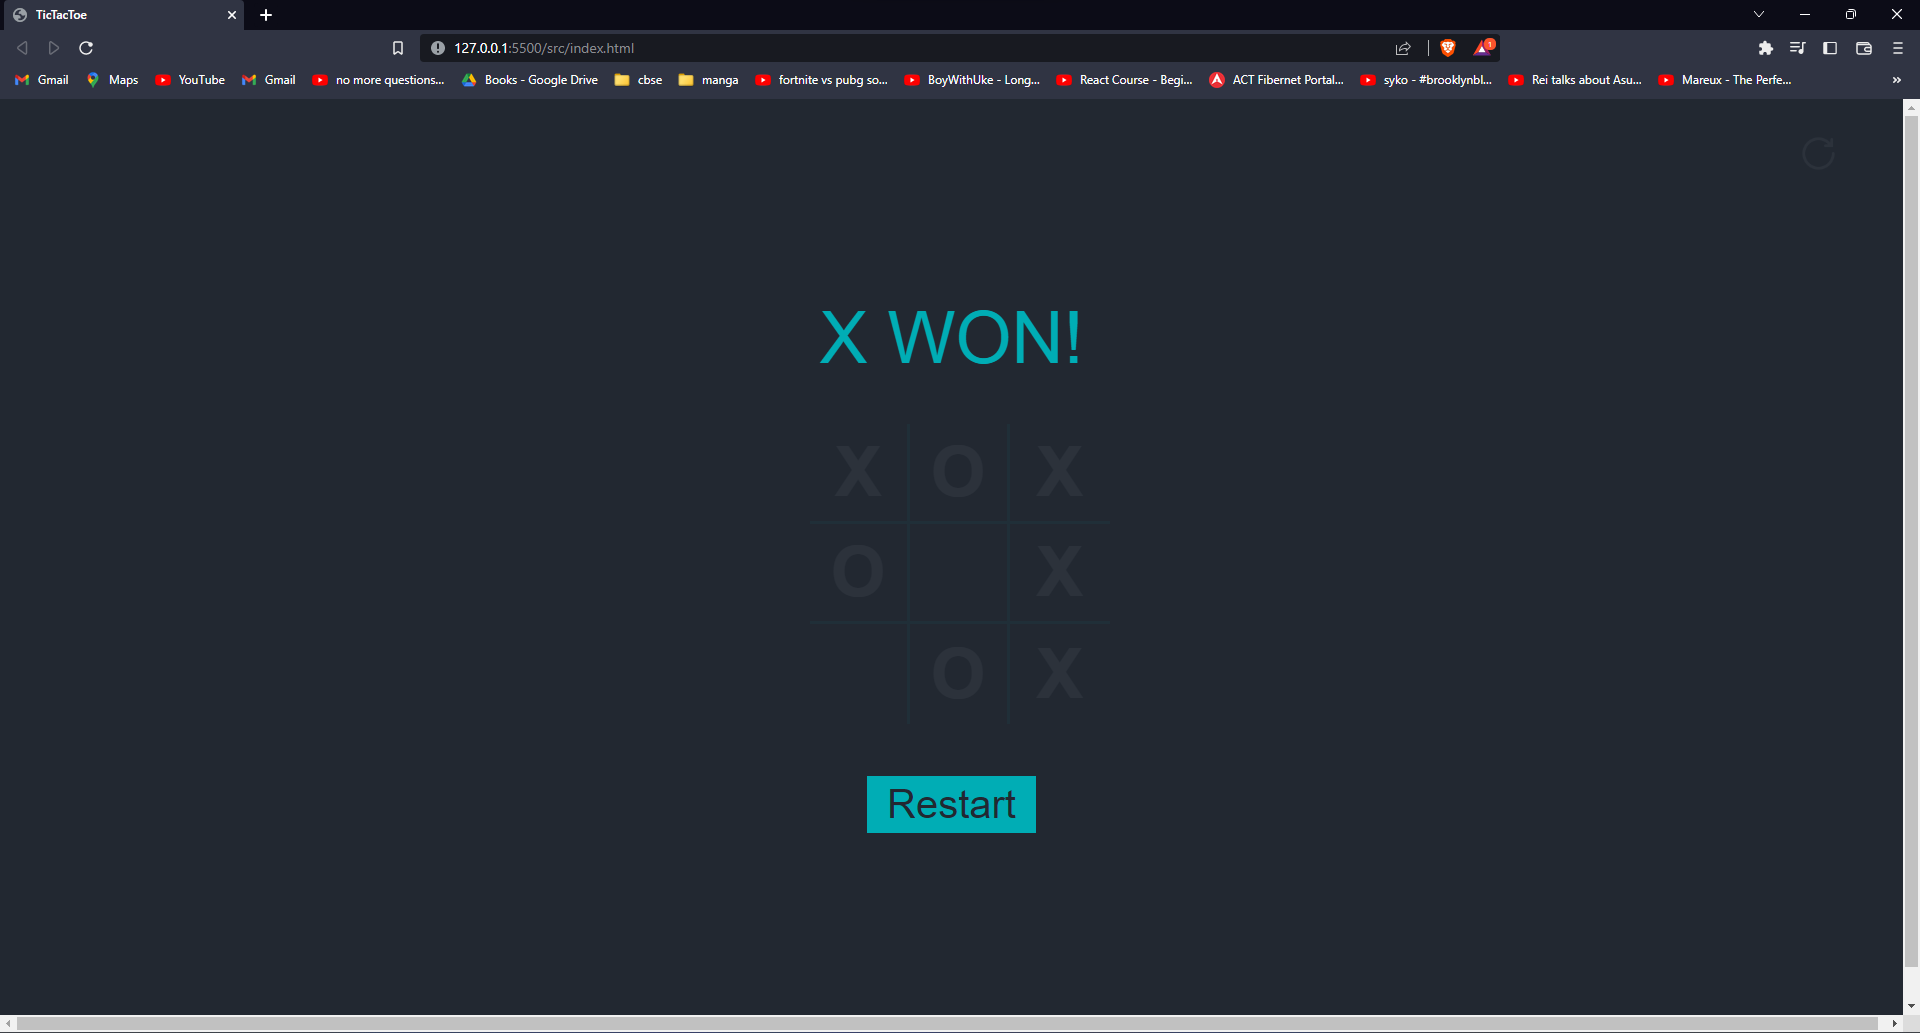 TicTacToe
127.0.0.1:5500/src/index.html
1
Gmail Maps YouTube Gmail no more questions... Books - Google Drive cbse manga fortnite vs pubg so... BoyWithUke - Long... React Course - Begi... ACT Fibernet Portal... syko - #brooklynbl... Rei talks about Asu... Mareux - The Perfe... »
X WON!
X O X
O X
O X
Restart